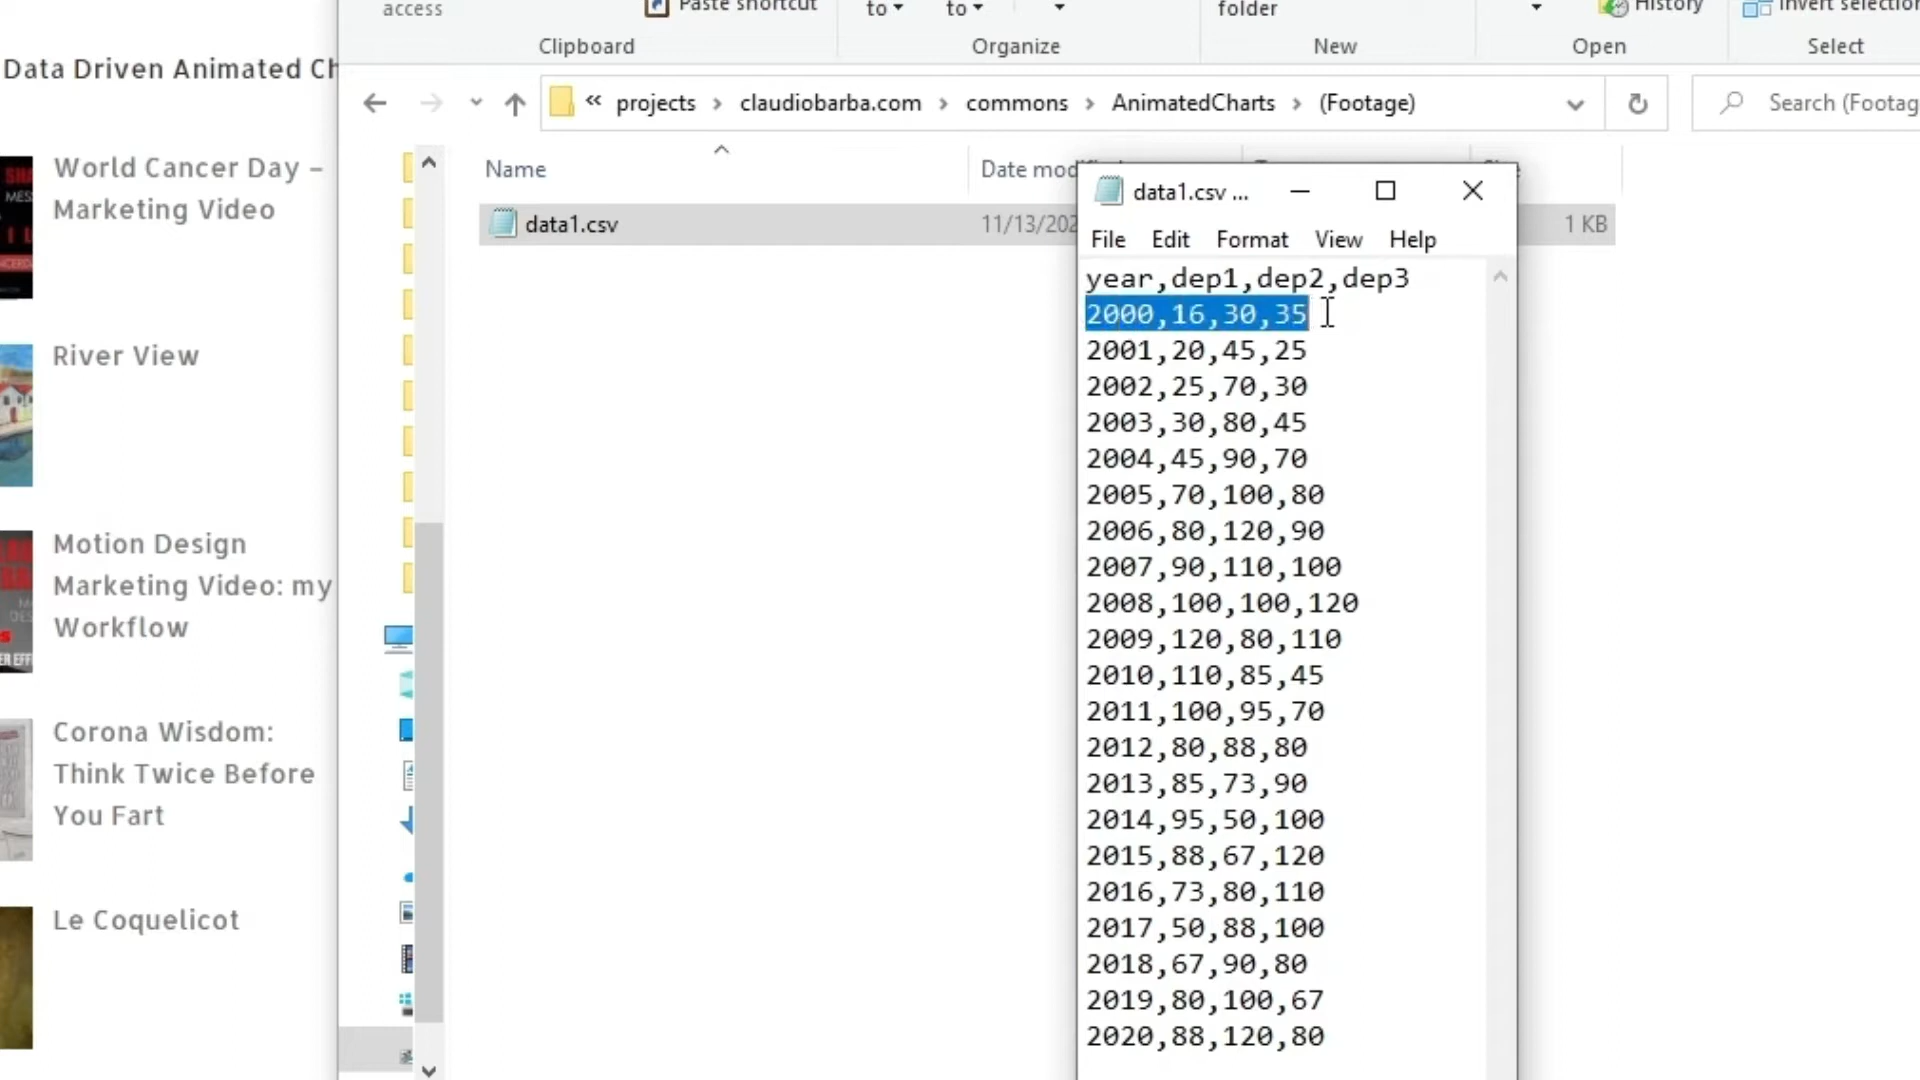 access
Paste shortcut
to
to
folder
History
Invert selection
Clipboard
Organize
New
Open
Select
Data Driven Animated Ch
« projects > claudiobarba.com > commons > AnimatedCharts > (Footage)
Search (Footag
Name
Date mod
data1.csv
11/13/202
1 KB
World Cancer Day –
Marketing Video
River View
Motion Design
Marketing Video: my
Workflow
Corona Wisdom:
Think Twice Before
You Fart
Le Coquelicot
data1.csv ...
File Edit Format View Help
year,dep1,dep2,dep3
2000,16,30,35
2001,20,45,25
2002,25,70,30
2003,30,80,45
2004,45,90,70
2005,70,100,80
2006,80,120,90
2007,90,110,100
2008,100,100,120
2009,120,80,110
2010,110,85,45
2011,100,95,70
2012,80,88,80
2013,85,73,90
2014,95,50,100
2015,88,67,120
2016,73,80,110
2017,50,88,100
2018,67,90,80
2019,80,100,67
2020,88,120,80